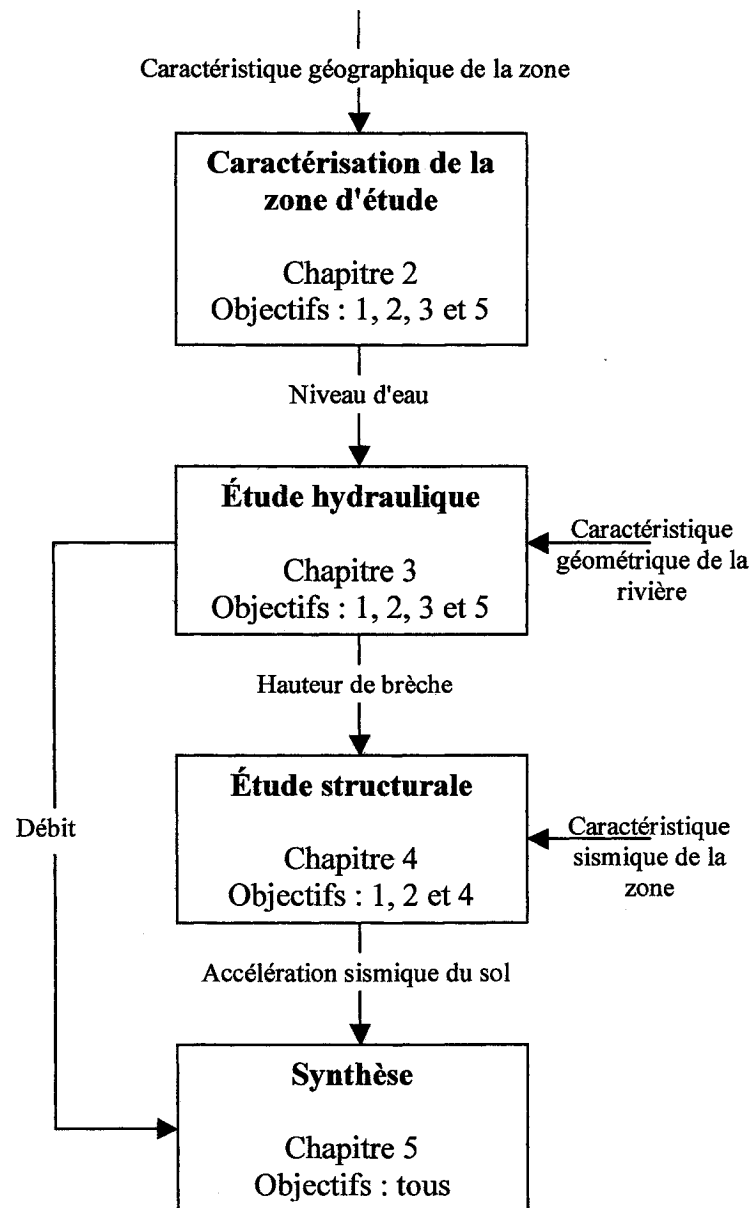 Caractéristique géographique de la zone
Caractérisation de la
zone d'étude
Chapitre 2
Objectifs : 1, 2, 3 et 5
Niveau d'eau
Étude hydraulique
Chapitre 3
Objectifs : 1, 2, 3 et 5
Caractéristique
géométrique de la
rivière
Hauteur de brèche
Étude structurale
Chapitre 4
Objectifs : 1, 2 et 4
Débit
Caractéristique
sismique de la
zone
Accélération sismique du sol
Synthèse
Chapitre 5
Objectifs : tous